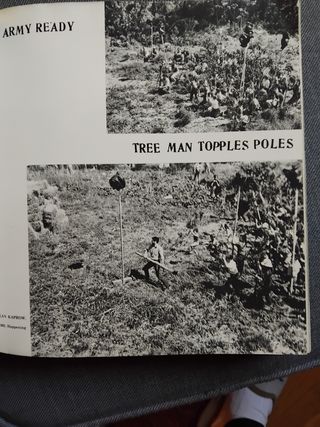 ARMY READY
TREE MAN TOPPLES POLES
LAN KAPROW
Happening